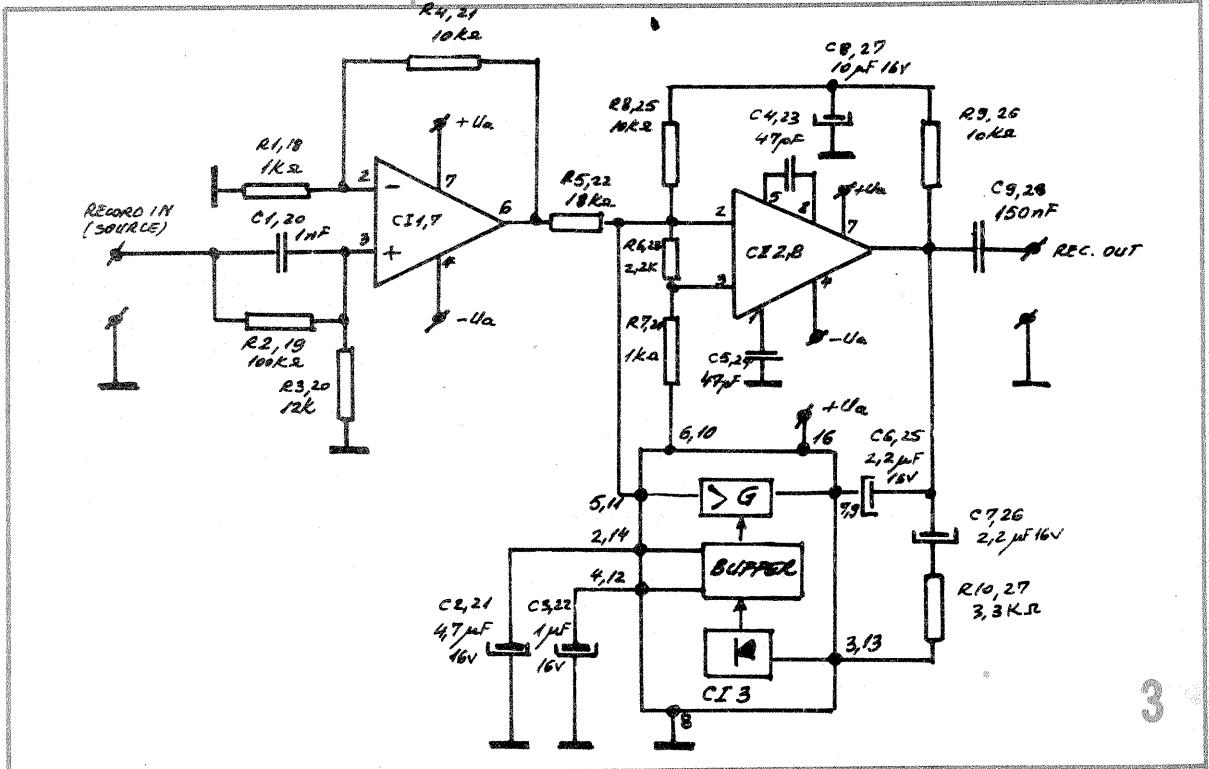 R4,21
10KΩ
C8,27
10μF 16V
R8,25
10KΩ
C4,23
47pF
R9,26
10KΩ
+Ua
R1,18
1KΩ
2
7
R5,22
18KΩ
5
8
+Ua
C9,28
150nF
RECORD IN
(SOURCE)
C1,20
1nF
-
CI1,7
6
2
7
3
+
R6,23
2,2K
CI2,8
REC. OUT
4
3
4
-Ua
R2,19
100KΩ
R7,2
1KΩ
1
-Ua
C5,24
47pF
R3,20
12K
+Ua
6,10
16
C6,25
2,2μF
16V
> G
5,11
7,9
C7,26
2,2μF 16V
2,14
BUFFER
4,12
R10,27
3,3KΩ
C2,21
4,7μF
16V
C3,22
1μF
16V
3,13
CI 3
8
3